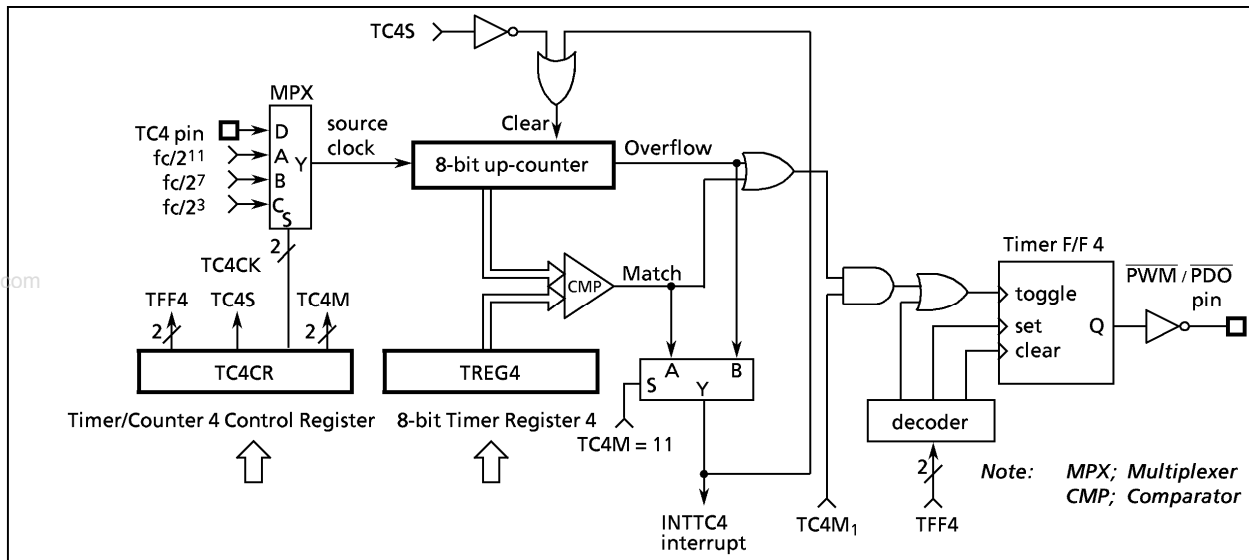 TC4S
MPX
TC4 pin
D
source
clock
Clear
fc/2¹¹
A
Y
8-bit up-counter
Overflow
fc/2⁷
B
fc/2³
C
S
2
TC4CK
Timer F/F 4
com
CMP
Match
P̅W̅M̅ / P̅D̅O̅
pin
TFF4
TC4S
TC4M
toggle
2
2
set
Q
clear
TC4CR
TREG4
S
A
Y
B
Timer/Counter 4 Control Register
8-bit Timer Register 4
decoder
TC4M = 11
2
Note: MPX; Multiplexer
CMP; Comparator
INTTC4
interrupt
TC4M₁
TFF4